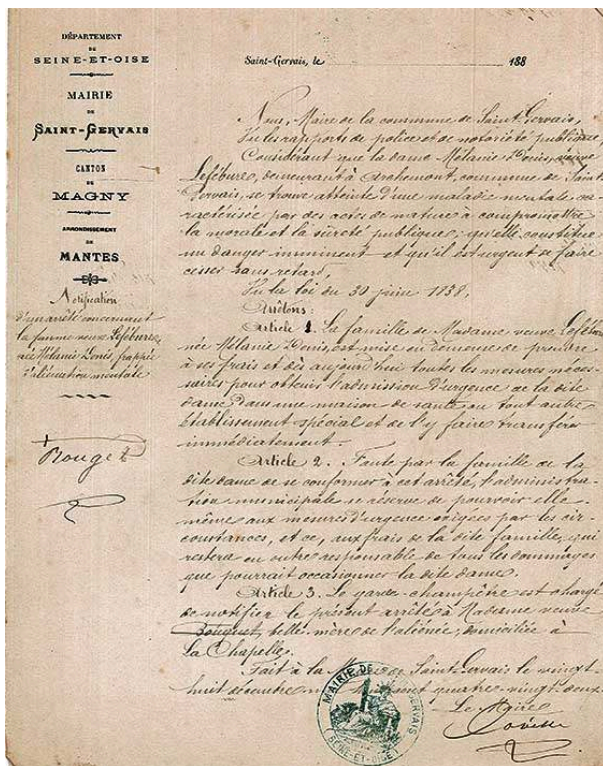 DÉPARTEMENT
DE
SEINE-ET-OISE
MAIRIE
DE
SAINT-GERVAIS
CANTON
DE
MAGNY
ARRONDISSEMENT
DE
MANTES
Notification
d'un arrêté concernant
la femme veuve Lefébure,
née Mélanie Denis, frappée
d'aliénation mentale
Rouget
Saint-Gervais, le 188
Nous, Maire de la commune de Saint Gervais,
Vu les rapports de police et de notoriété publique,
Considérant que la dame Mélanie Denis, veuve
Lefébure, demeurant à Archemont, commune de Saint
Gervais, se trouve atteinte d'une maladie mentale ca-
ractérisée par des actes de nature à compromettre
la morale et la sûreté publique; qu'elle constitue
un danger imminent et qu'il est urgent de faire
cesser sans retard,
Vu la loi du 30 juin 1838,
Arrêtons:
Article 1. La famille de Madame veuve Lefébure
née Mélanie Denis, est mise en demeure de prendre
à ses frais et dès aujourd'hui toutes les mesures néces-
saires pour obtenir l'admission d'urgence de la dite
dame dans une maison de santé ou tout autre
établissement spécial et de l'y faire transférer
immédiatement.
Article 2. Faute par la famille de la
dite dame de se conformer à cet arrêté, l'administra-
tion municipale se réserve de pourvoir elle-
même aux mesures d'urgence exigées par les cir-
constances, et ce, aux frais de la dite famille, qui
restera en outre responsable de tous les dommages
que pourrait occasionner la dite dame.
Article 3. Le garde-champêtre est chargé
de notifier le présent arrêté à Madame veuve
belle-mère de l'aliénée, domiciliée à
La Chapelle.
Fait à la Mairie de Saint-Gervais le vingt-
huit décembre mil huit cent quatre-vingt-deux.
Le Maire
MAIRIE DE ST GERVAIS
SEINE-ET-OISE